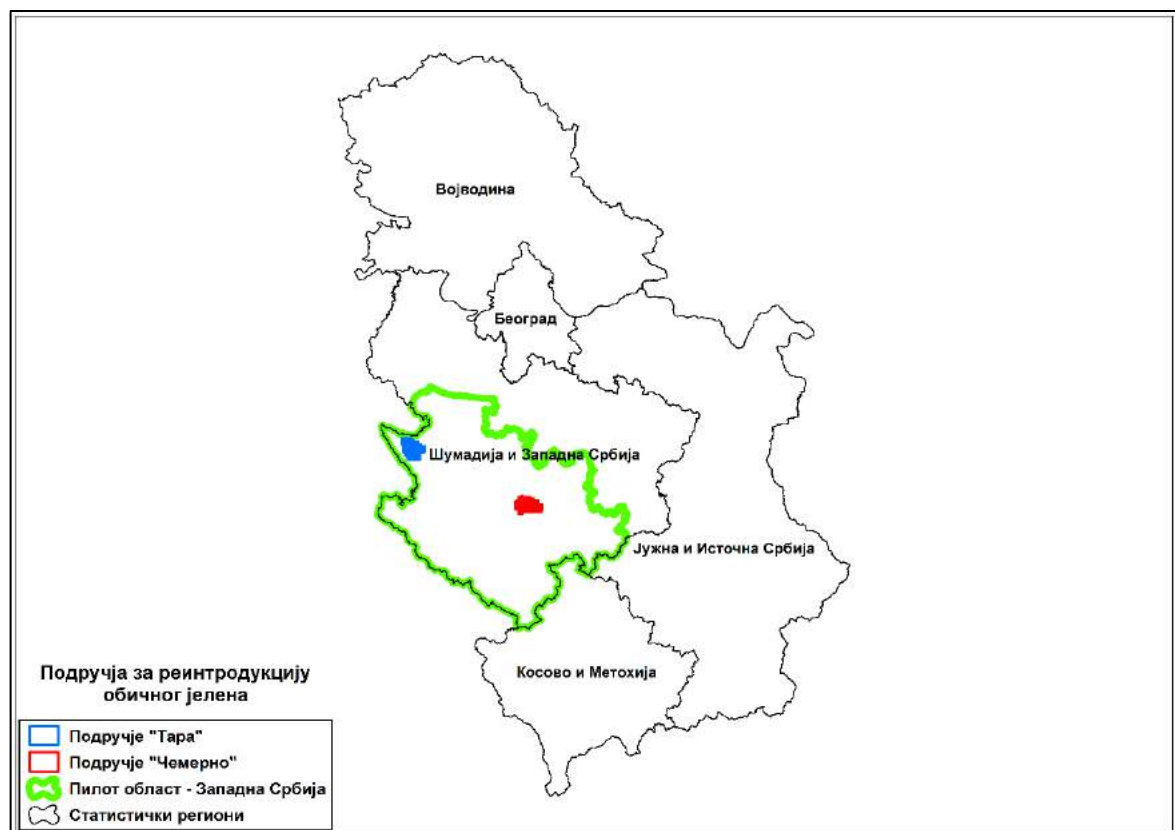 Војводина
Београд
Шумадија и Западна Србија
Јужна и Источна Србија
Косово и Метохија
Подручја за реинтродукцију
обичног јелена
Подручје "Тара"
Подручје "Чемерно"
Пилот област - Западна Србија
Статистички региони